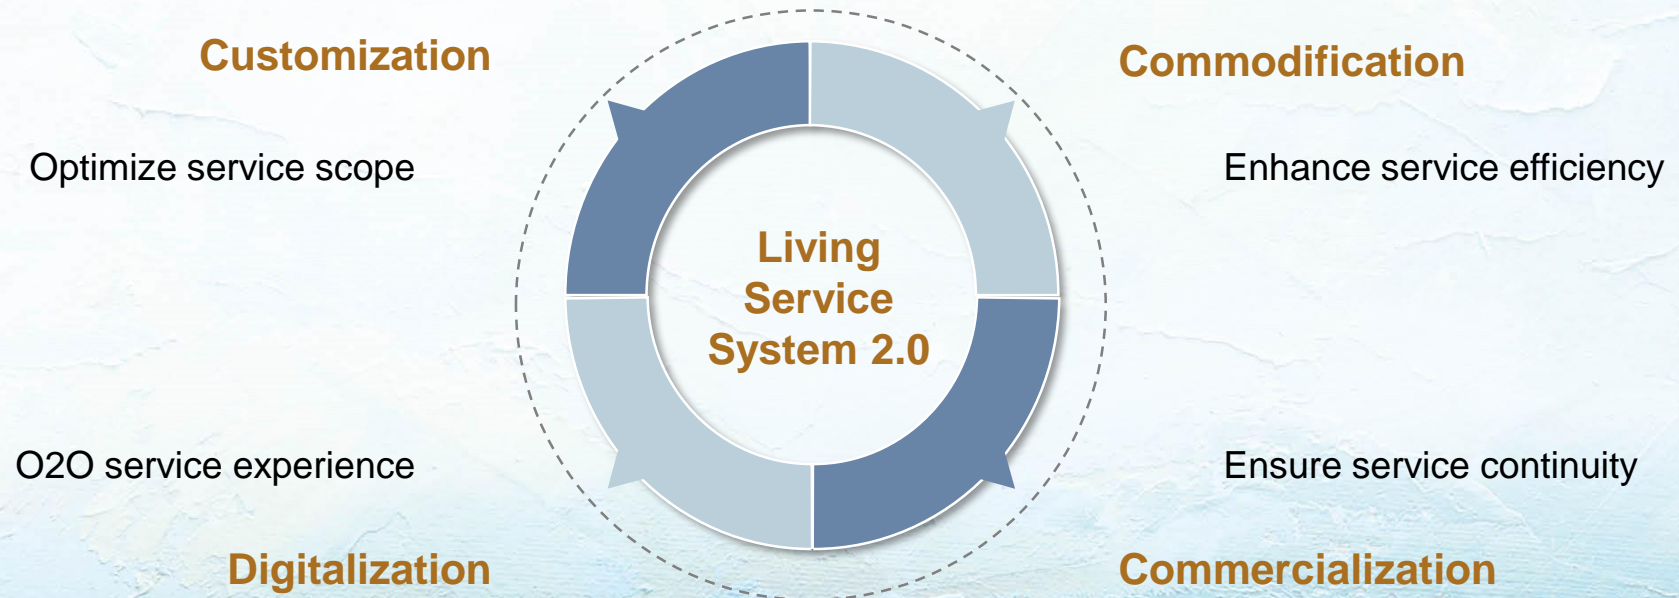 Customization
Commodification
Optimize service scope
Enhance service efficiency
Living
Service
System 2.0
O2O service experience
Ensure service continuity
Digitalization
Commercialization